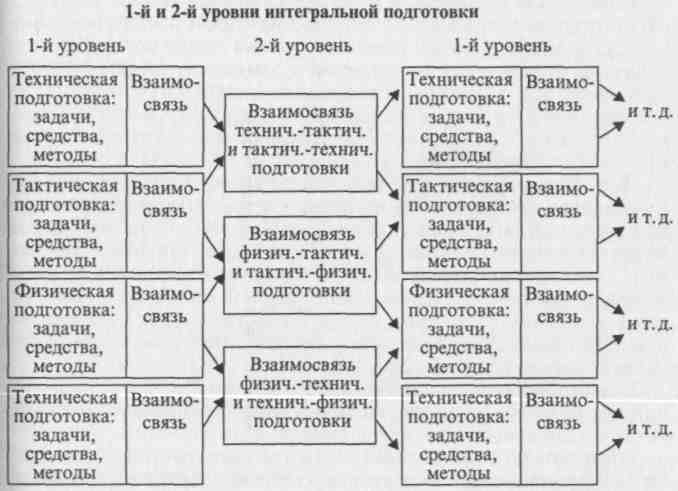 1-й и 2-й уровни интегральной подготовки
1-й уровень
2-й уровень
1-й уровень
Техническая
подготовка:
задачи,
средства,
методы
Взаимо-
связь
Тактическая
подготовка:
задачи,
средства,
методы
Взаимо-
связь
Физическая
подготовка:
задачи,
средства,
методы
Взаимо-
связь
Техническая
подготовка:
задачи,
средства,
методы
Взаимо-
связь
Взаимосвязь
технич.-тактич.
и тактич.-технич.
подготовки
Взаимосвязь
физич.-тактич.
и тактич.-физич.
подготовки
Взаимосвязь
физич.-технич.
и технич.-физич.
подготовки
Техническая
подготовка:
задачи,
средства,
методы
Взаимо-
связь
и т. д.
Тактическая
подготовка:
задачи,
средства,
методы
Взаимо-
связь
и т. д.
Физическая
подготовка:
задачи,
средства,
методы
Взаимо-
связь
и т. д.
Техническая
подготовка:
задачи,
средства,
методы
Взаимо-
связь
и т. д.